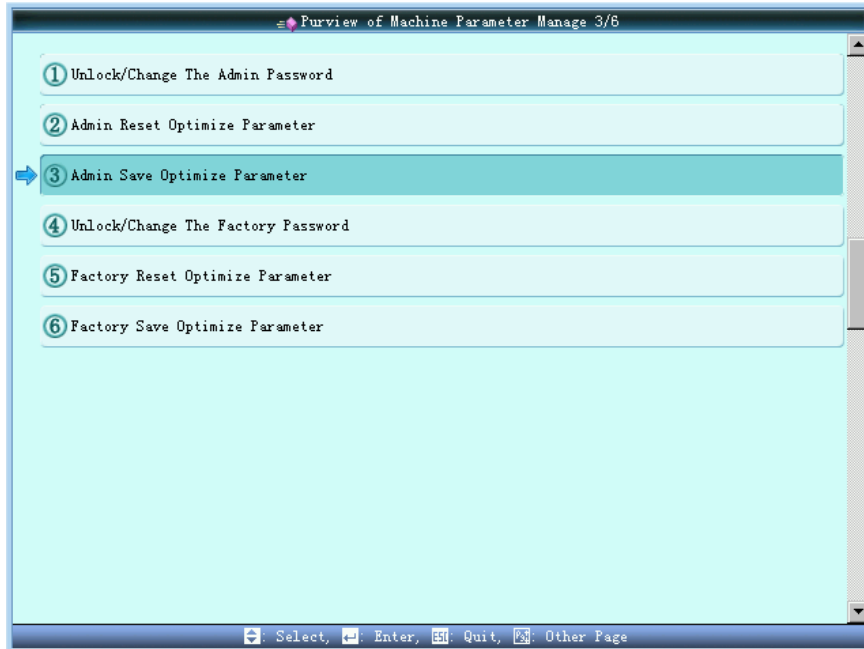 Purview of Machine Parameter Manage 3/6
① Unlock/Change The Admin Password
② Admin Reset Optimize Parameter
③ Admin Save Optimize Parameter
④ Unlock/Change The Factory Password
⑤ Factory Reset Optimize Parameter
⑥ Factory Save Optimize Parameter
: Select, : Enter, ESC: Quit, : Other Page